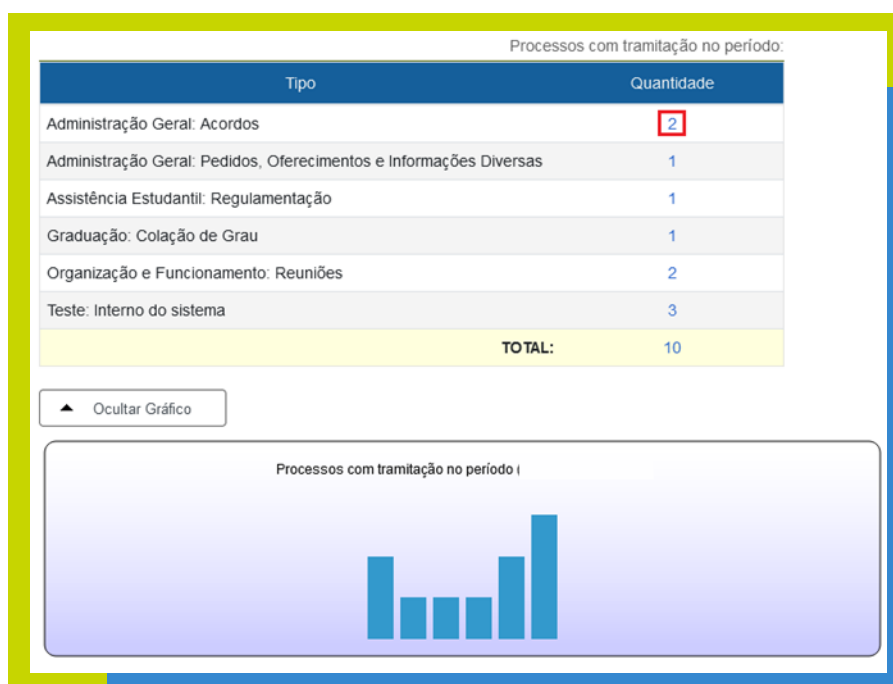 Processos com tramitação no período:
Tipo Quantidade
Administração Geral: Acordos 2
Administração Geral: Pedidos, Oferecimentos e Informações Diversas 1
Assistência Estudantil: Regulamentação 1
Graduação: Colação de Grau 1
Organização e Funcionamento: Reuniões 2
Teste: Interno do sistema 3
TOTAL: 10
Ocultar Gráfico
Processos com tramitação no período (